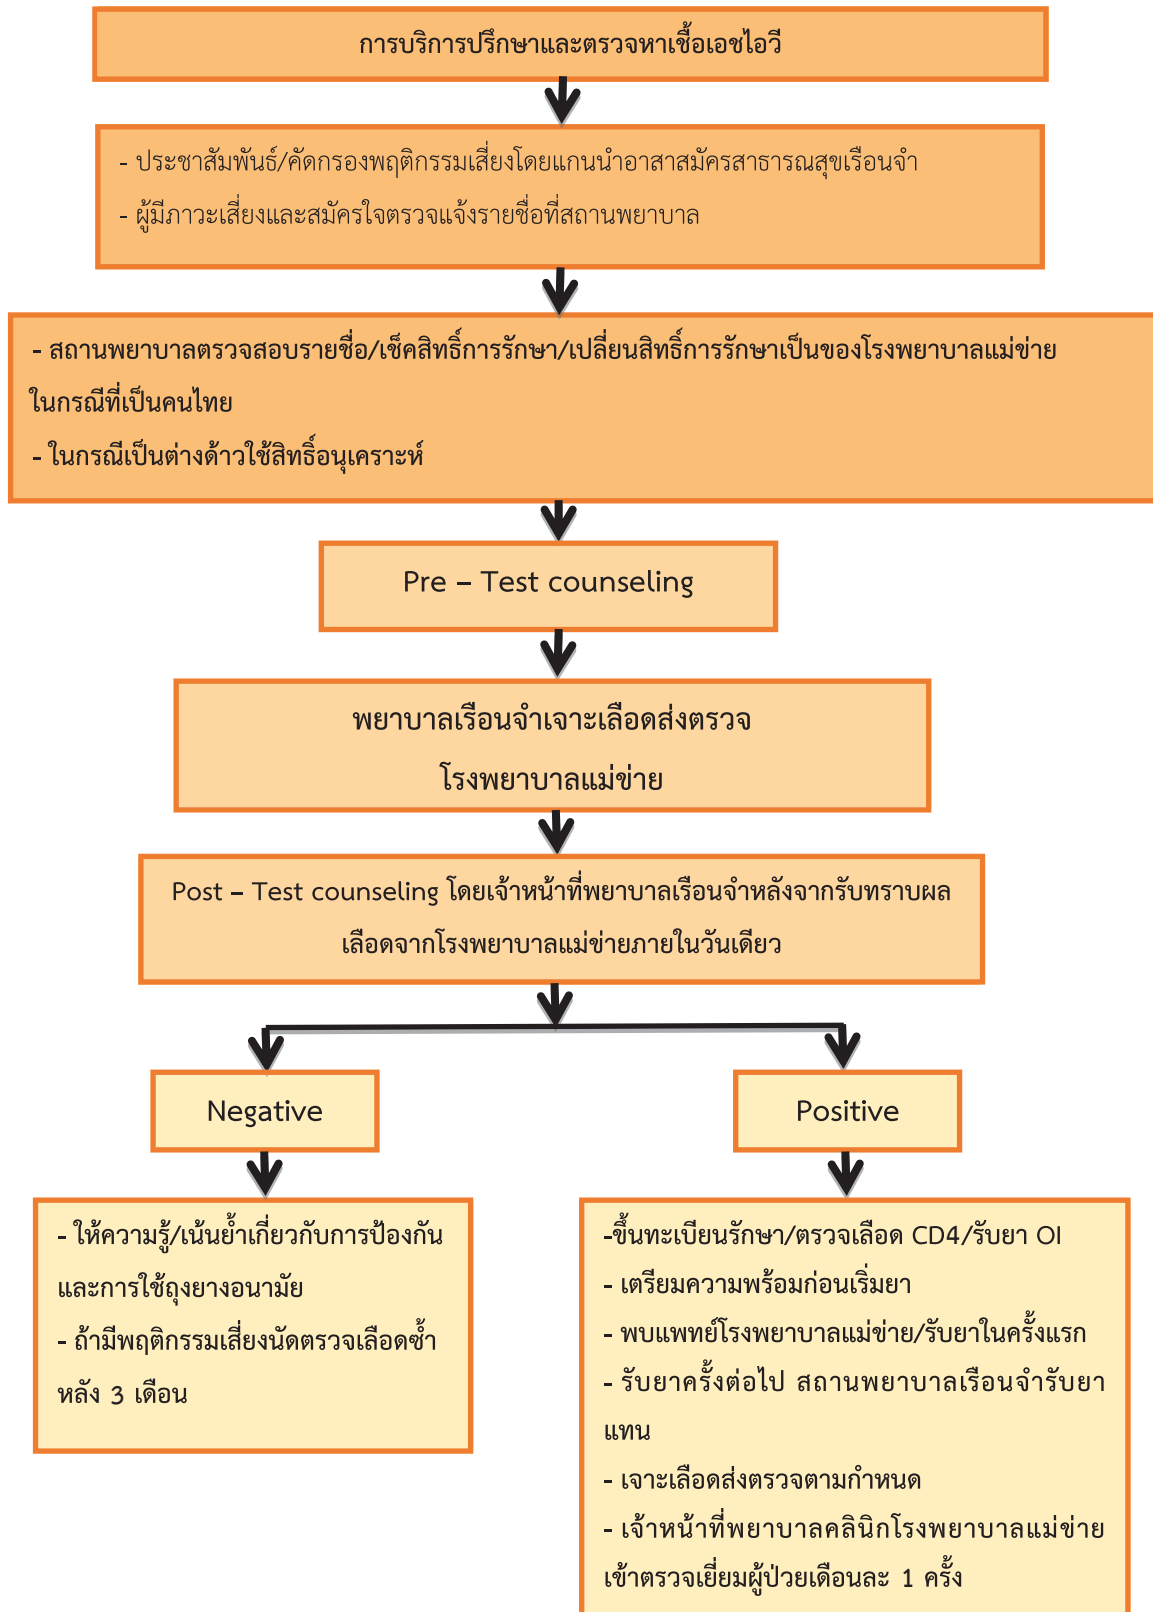 การบริการปรึกษาและตรวจหาเชื้อเอชไอวี
- ประชาสัมพันธ์/คัดกรองพฤติกรรมเสี่ยงโดยแกนนำอาสาสมัครสาธารณสุขเรือนจำ
- ผู้มีภาวะเสี่ยงและสมัครใจตรวจแจ้งรายชื่อที่สถานพยาบาล
- สถานพยาบาลตรวจสอบรายชื่อ/เช็คสิทธิ์การรักษา/เปลี่ยนสิทธิ์การรักษาเป็นของโรงพยาบาลแม่ข่าย
ในกรณีที่เป็นคนไทย
- ในกรณีเป็นต่างด้าวใช้สิทธิ์อนุเคราะห์
Pre – Test counseling
พยาบาลเรือนจำเจาะเลือดส่งตรวจ
โรงพยาบาลแม่ข่าย
Post – Test counseling โดยเจ้าหน้าที่พยาบาลเรือนจำหลังจากรับทราบผล
เลือดจากโรงพยาบาลแม่ข่ายภายในวันเดียว
Negative
Positive
- ให้ความรู้/เน้นย้ำเกี่ยวกับการป้องกัน
และการใช้ถุงยางอนามัย
- ถ้ามีพฤติกรรมเสี่ยงนัดตรวจเลือดซ้ำ
หลัง 3 เดือน
-ขึ้นทะเบียนรักษา/ตรวจเลือด CD4/รับยา OI
- เตรียมความพร้อมก่อนเริ่มยา
- พบแพทย์โรงพยาบาลแม่ข่าย/รับยาในครั้งแรก
- รับยาครั้งต่อไป สถานพยาบาลเรือนจำรับยา
แทน
- เจาะเลือดส่งตรวจตามกำหนด
- เจ้าหน้าที่พยาบาลคลินิกโรงพยาบาลแม่ข่าย
เข้าตรวจเยี่ยมผู้ป่วยเดือนละ 1 ครั้ง